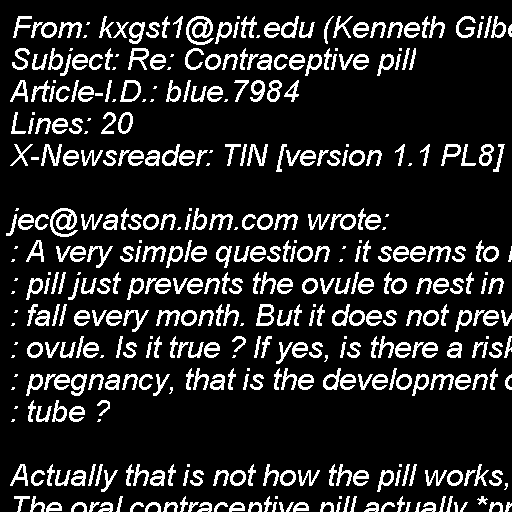 From: kxgst1@pitt.edu (Kenneth Gilbe
Subject: Re: Contraceptive pill
Article-I.D.: blue.7984
Lines: 20
X-Newsreader: TIN [version 1.1 PL8]
jec@watson.ibm.com wrote:
: A very simple question : it seems to
: pill just prevents the ovule to nest in
: fall every month. But it does not prev
: ovule. Is it true ? If yes, is there a risk
: pregnancy, that is the development
: tube ?
Actually that is not how the pill works,
The oral contraceptive pill actually *pr